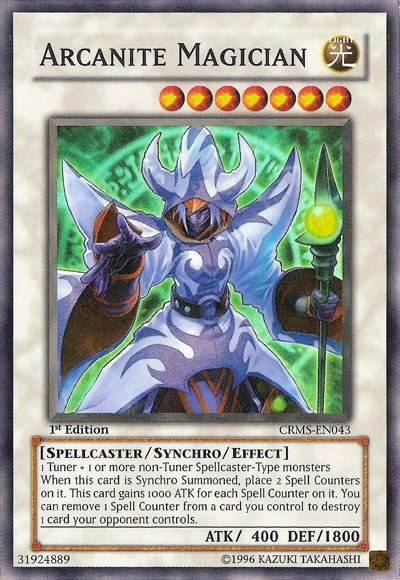 ARCANITE MAGICIAN
LIGHT
光
1st Edition
CRMS-EN043
[SPELLCASTER/SYNCHRO/EFFECT]
1 Tuner + 1 or more non-Tuner Spellcaster-Type monsters
When this card is Synchro Summoned, place 2 Spell Counters
on it. This card gains 1000 ATK for each Spell Counter on it. You
can remove 1 Spell Counter from a card you control to destroy
1 card your opponent controls.
ATK/ 400 DEF/1800
31924889
©1996 KAZUKI TAKAHASHI